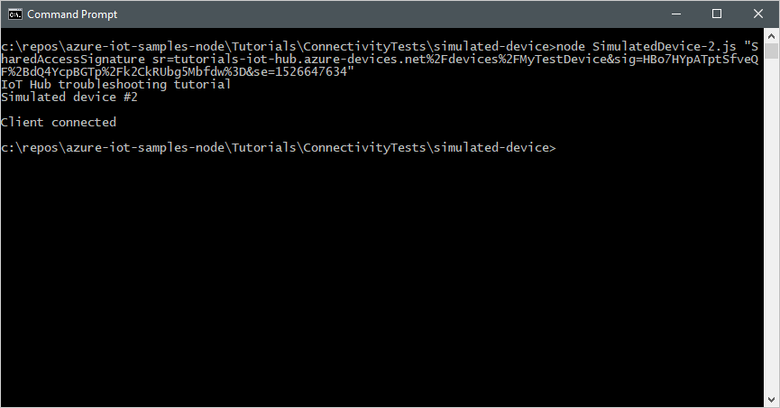 Command Prompt
c:\repos\azure-iot-samples-node\Tutorials\ConnectivityTests\simulated-device>node SimulatedDevice-2.js "S
haredAccessSignature sr=tutorials-iot-hub.azure-devices.net%2Fdevices%2FMyTestDevice&sig=HBo7HYpATptSfveQ
F%2BdQ4YcpBGTp%2Fk2CkRUbg5Mbfdw%3D&se=1526647634"
IoT Hub troubleshooting tutorial
Simulated device #2
Client connected
c:\repos\azure-iot-samples-node\Tutorials\ConnectivityTests\simulated-device>